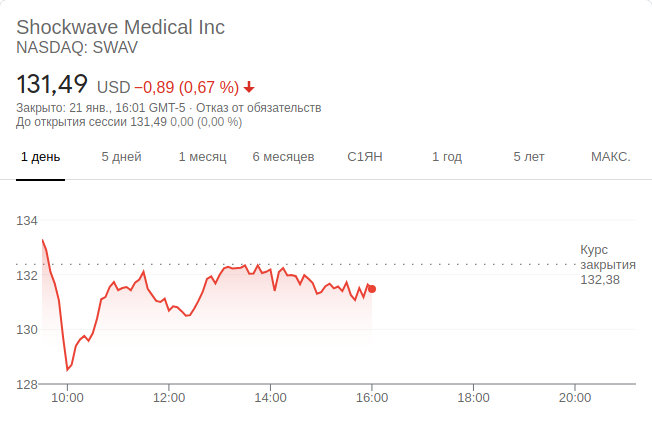 Shockwave Medical Inc
NASDAQ: SWAV
131,49 USD −0,89 (0,67 %)
Закрыто: 21 янв., 16:01 GMT-5 · Отказ от обязательств
До открытия сессии 131,49 0,00 (0,00 %)
1 день 5 дней 1 месяц 6 месяцев С1ЯН 1 год 5 лет МАКС.
134
Курс
132 закрытия
132,38
130
128
10:00 12:00 14:00 16:00 18:00 20:00